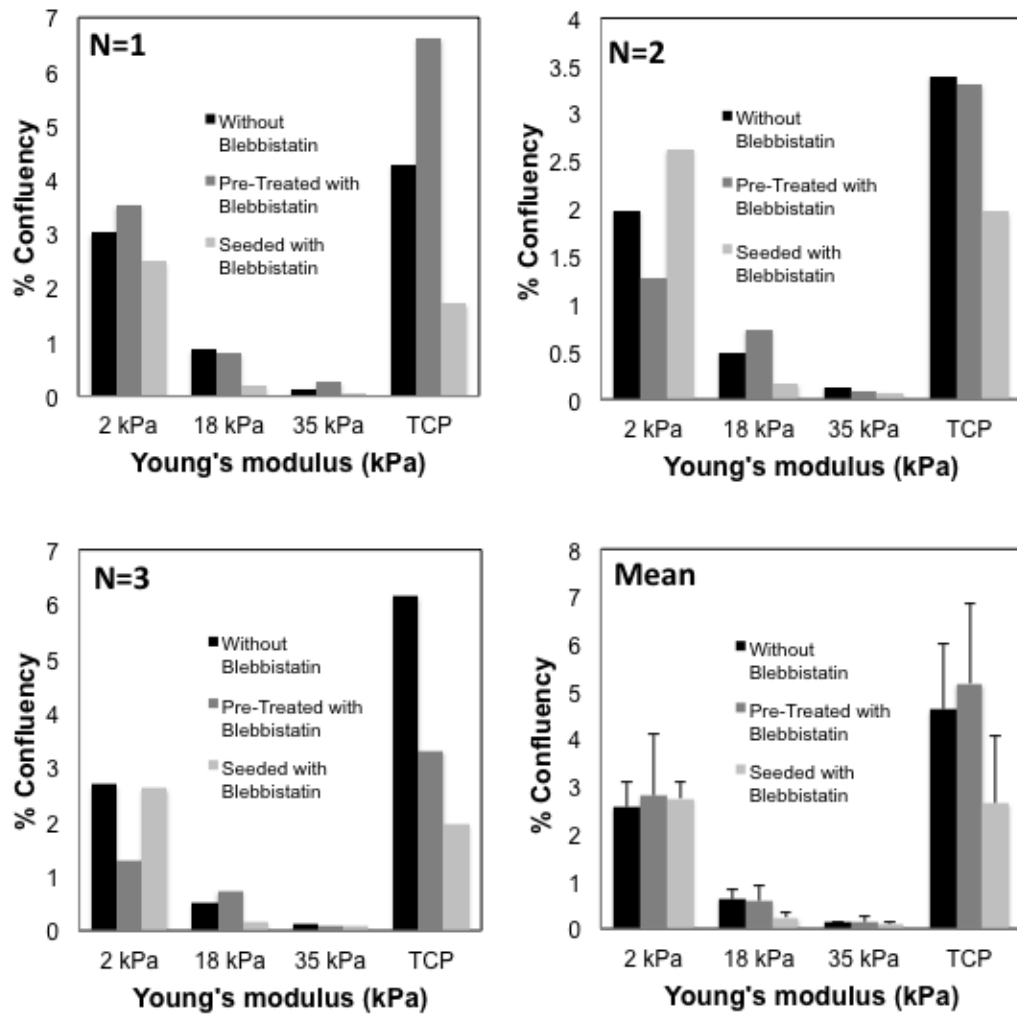 N=1
% Confluency
7
6
5
4
3
2
1
0
Without
Blebbistatin
Pre-Treated with
Blebbistatin
Seeded with
Blebbistatin
2 kPa 18 kPa 35 kPa TCP
Young's modulus (kPa)
N=2
% Confluency
4
3.5
3
2.5
2
1.5
1
0.5
0
Without
Blebbistatin
Pre-Treated with
Blebbistatin
Seeded with
Blebbistatin
2 kPa 18 kPa 35 kPa TCP
Young's modulus (kPa)
N=3
% Confluency
7
6
5
4
3
2
1
0
Without
Blebbistatin
Pre-Treated with
Blebbistatin
Seeded with
Blebbistatin
2 kPa 18 kPa 35 kPa TCP
Young's modulus (kPa)
Mean
% Confluency
8
7
6
5
4
3
2
1
0
Without
Blebbistatin
Pre-Treated with
Blebbistatin
Seeded with
Blebbistatin
2 kPa 18 kPa 35 kPa TCP
Young's modulus (kPa)